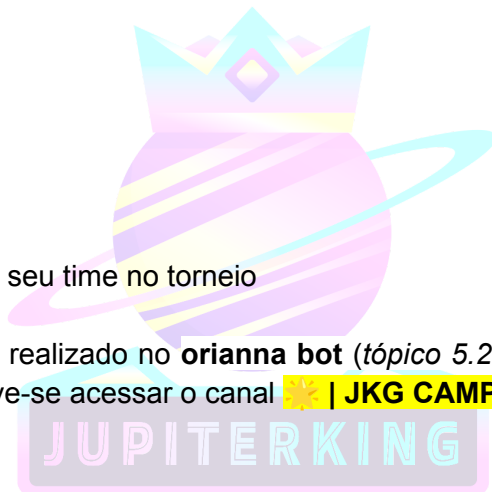 seu time no torneio
realizado no orianna bot (tópico 5.2
ve-se acessar o canal 🌟 | JKG CAMP
JUPITERKING